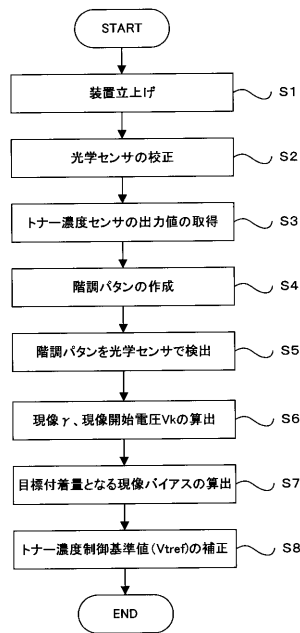 START
装置立上げ
S1
光学センサの校正
S2
トナー濃度センサの出力値の取得
S3
階調パタンの作成
S4
階調パタンを光学センサで検出
S5
現像γ、現像開始電圧Vkの算出
S6
目標付着量となる現像バイアスの算出
S7
トナー濃度制御基準値(Vtref)の補正
S8
END